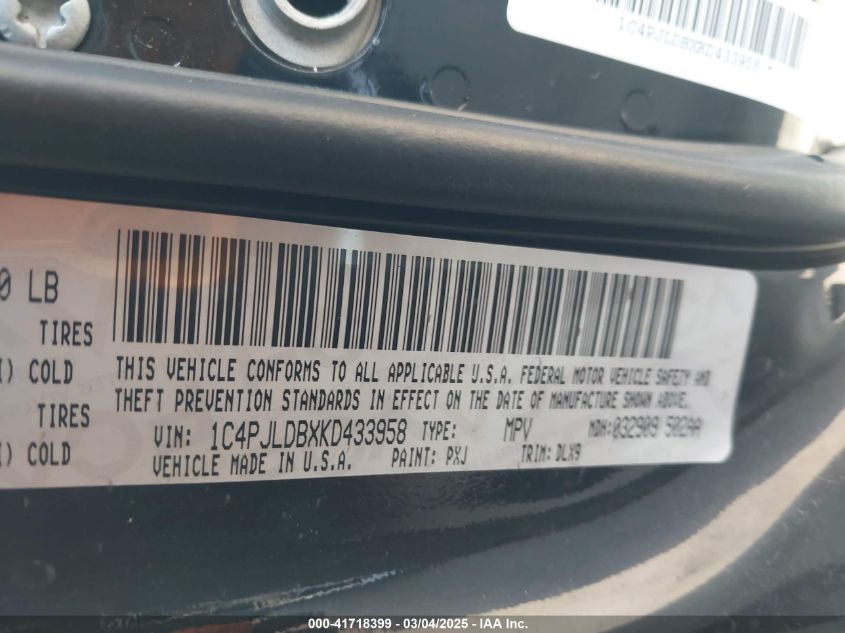 1C4PJLDBXKD433958
0 LB
TIRES
) COLD
TIRES
) COLD
THIS VEHICLE CONFORMS TO ALL APPLICABLE U.S.A. FEDERAL MOTOR VEHICLE SAFETY AND
THEFT PREVENTION STANDARDS IN EFFECT ON THE DATE OF MANUFACTURE SHOWN ABOVE.
VIN: 1C4PJLDBXKD433958 TYPE: MPV MDH:032909 502AA
VEHICLE MADE IN U.S.A. PAINT: PXJ TRIM: DLX9
000-41718399 - 03/04/2025 - IAA Inc.